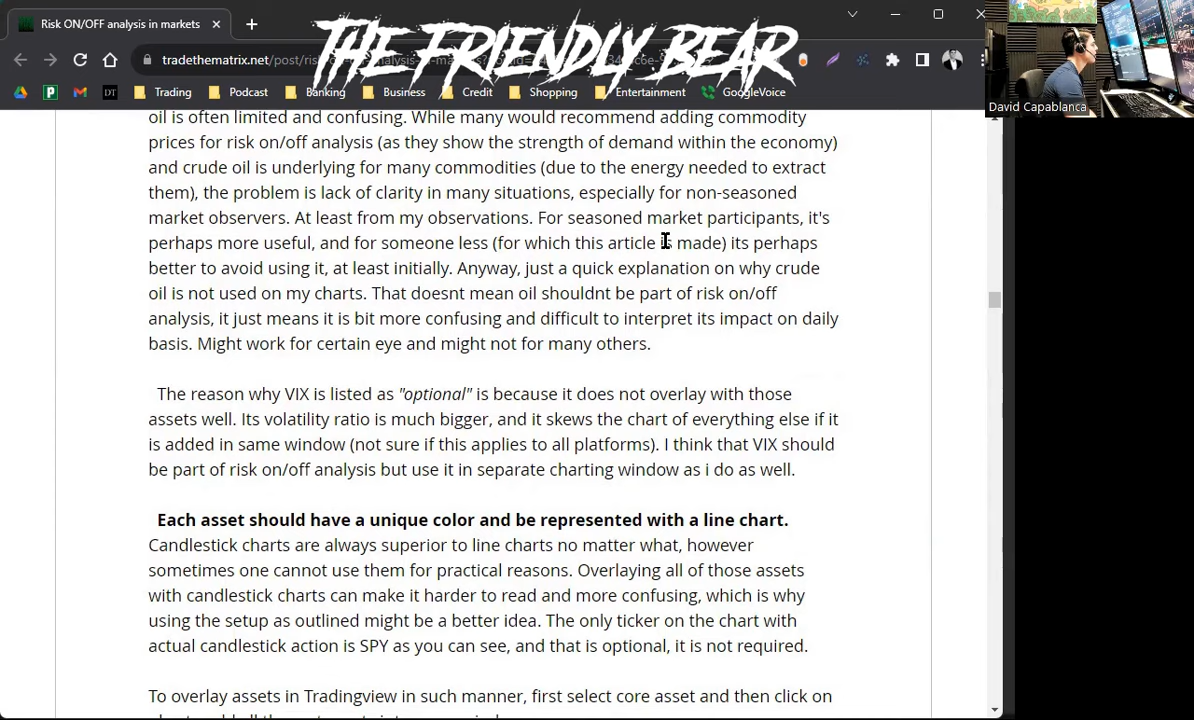 Risk ON/OFF analysis in markets
THE FRIENDLY BEAR
tradethematrix.net/post/ris
Trading
Podcast
Banking
Business
Credit
Shopping
Entertainment
GoogleVoice
David Capablanca
oil is often limited and confusing. While many would recommend adding commodity
prices for risk on/off analysis (as they show the strength of demand within the economy)
and crude oil is underlying for many commodities (due to the energy needed to extract
them), the problem is lack of clarity in many situations, especially for non-seasoned
market observers. At least from my observations. For seasoned market participants, it's
perhaps more useful, and for someone less (for which this article is made) its perhaps
better to avoid using it, at least initially. Anyway, just a quick explanation on why crude
oil is not used on my charts. That doesnt mean oil shouldnt be part of risk on/off
analysis, it just means it is bit more confusing and difficult to interpret its impact on daily
basis. Might work for certain eye and might not for many others.
The reason why VIX is listed as "optional" is because it does not overlay with those
assets well. Its volatility ratio is much bigger, and it skews the chart of everything else if it
is added in same window (not sure if this applies to all platforms). I think that VIX should
be part of risk on/off analysis but use it in separate charting window as i do as well.
Each asset should have a unique color and be represented with a line chart.
Candlestick charts are always superior to line charts no matter what, however
sometimes one cannot use them for practical reasons. Overlaying all of those assets
with candlestick charts can make it harder to read and more confusing, which is why
using the setup as outlined might be a better idea. The only ticker on the chart with
actual candlestick action is SPY as you can see, and that is optional, it is not required.
To overlay assets in Tradingview in such manner, first select core asset and then click on